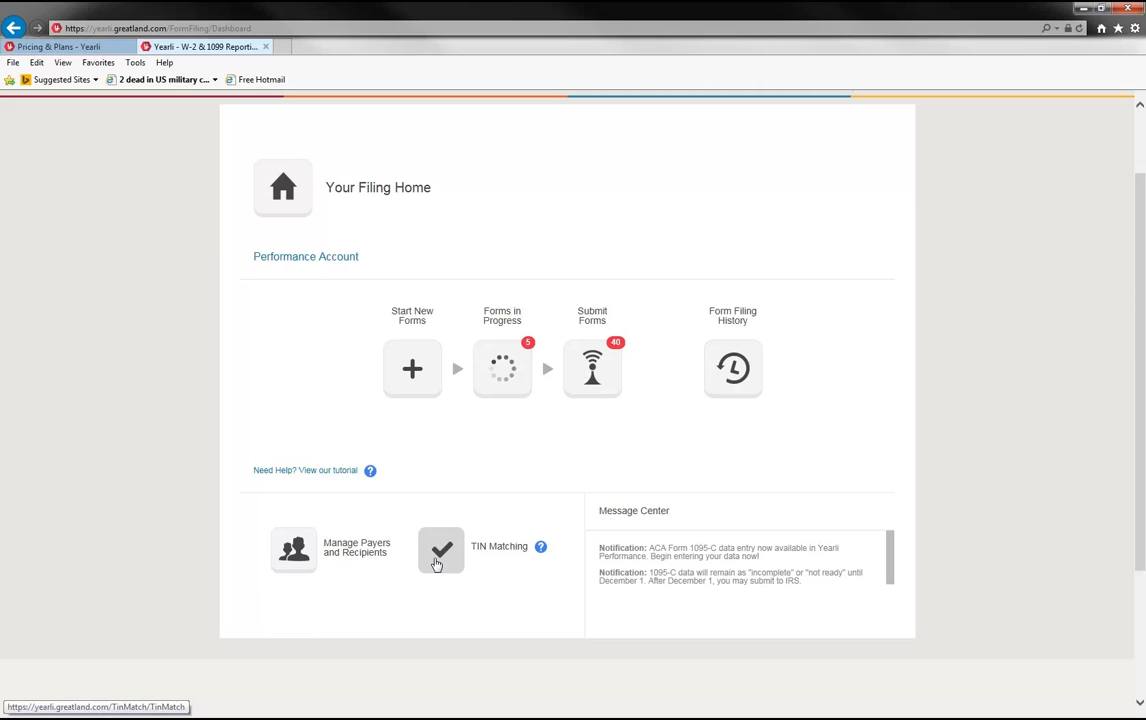 https://yearli.greatland.com/FormFiling/Dashboard
Pricing & Plans - Yearli
Yearli - W-2 & 1099 Reporti...
File Edit View Favorites Tools Help
Suggested Sites
2 dead in US military c...
Free Hotmail
Your Filing Home
Performance Account
Start New
Forms
Forms in
Progress
Submit
Forms
Form Filing
History
5
40
Need Help? View our tutorial ?
Manage Payers
and Recipients
TIN Matching ?
Message Center
Notification: ACA Form 1095-C data entry now available in Yearli
Performance. Begin entering your data now!
Notification: 1095-C data will remain as "incomplete" or "not ready" until
December 1. After December 1, you may submit to IRS.
https://yearli.greatland.com/TinMatch/TinMatch